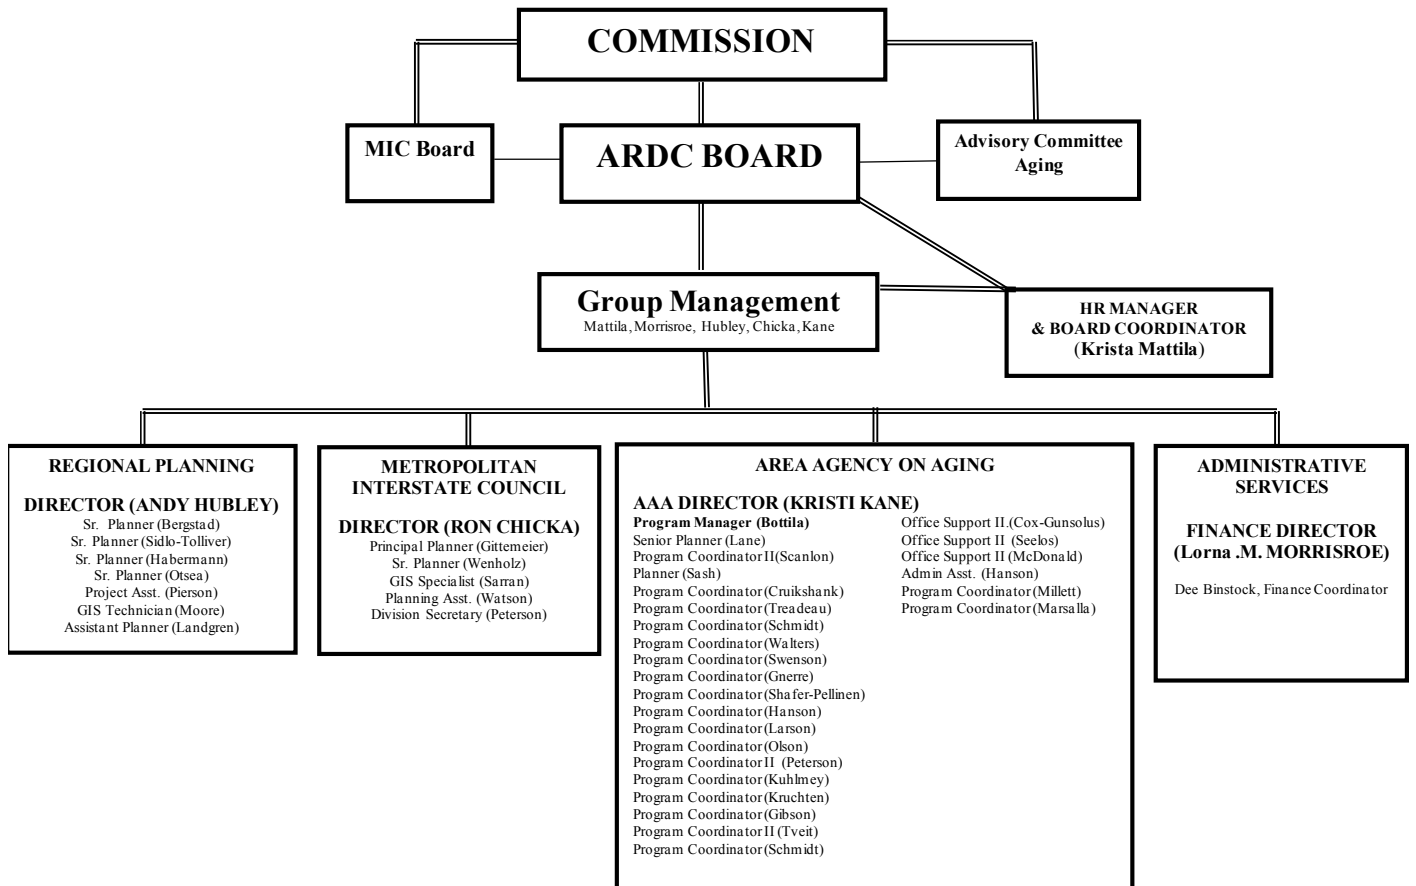 COMMISSION
MIC Board
ARDC BOARD
Advisory Committee
Aging
Group Management
Mattila, Morrisroe, Hubley, Chicka, Kane
HR MANAGER
& BOARD COORDINATOR
(Krista Mattila)
REGIONAL PLANNING
DIRECTOR (ANDY HUBLEY)
Sr. Planner (Bergstad)
Sr. Planner (Sidlo-Tolliver)
Sr. Planner (Habermann)
Sr. Planner (Otsea)
Project Asst. (Pierson)
GIS Technician (Moore)
Assistant Planner (Landgren)
METROPOLITAN
INTERSTATE COUNCIL
DIRECTOR (RON CHICKA)
Principal Planner (Gittemeier)
Sr. Planner (Wenholz)
GIS Specialist (Sarran)
Planning Asst. (Watson)
Division Secretary (Peterson)
AREA AGENCY ON AGING
AAA DIRECTOR (KRISTI KANE)
Program Manager (Bottila)
Senior Planner (Lane)
Program Coordinator II (Scanlon)
Planner (Sash)
Program Coordinator (Cruikshank)
Program Coordinator (Treadeau)
Program Coordinator (Schmidt)
Program Coordinator (Walters)
Program Coordinator (Swenson)
Program Coordinator (Gnerre)
Program Coordinator (Shafer-Pellinen)
Program Coordinator (Hanson)
Program Coordinator (Larson)
Program Coordinator (Olson)
Program Coordinator II (Peterson)
Program Coordinator (Kuhlmey)
Program Coordinator (Kruchten)
Program Coordinator (Gibson)
Program Coordinator II (Tveit)
Program Coordinator (Schmidt)
Office Support II.(Cox-Gunsolus)
Office Support II (Seelos)
Office Support II (McDonald)
Admin Asst. (Hanson)
Program Coordinator (Millett)
Program Coordinator (Marsalla)
ADMINISTRATIVE
SERVICES
FINANCE DIRECTOR
(Lorna .M. MORRISROE)
Dee Binstock, Finance Coordinator